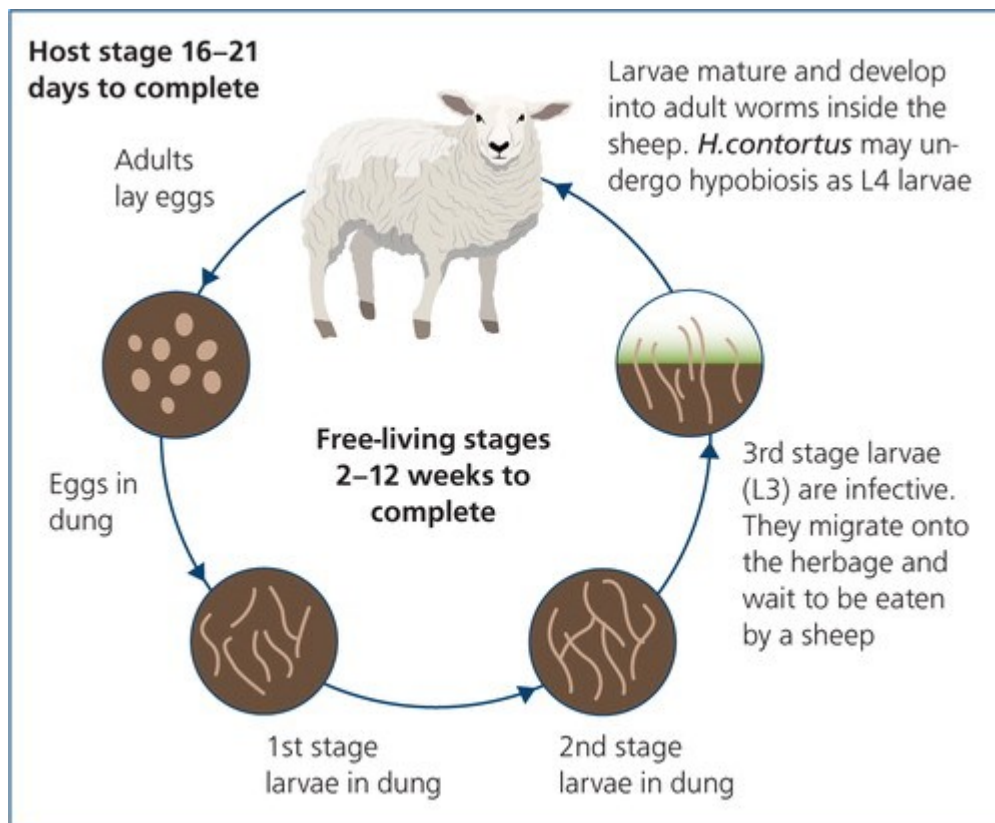 Host stage 16–21
days to complete
Larvae mature and develop
into adult worms inside the
sheep. H.contortus may un-
dergo hypobiosis as L4 larvae
Adults
lay eggs
Free-living stages
2–12 weeks to
complete
Eggs in
dung
3rd stage larvae
(L3) are infective.
They migrate onto
the herbage and
wait to be eaten
by a sheep
1st stage
larvae in dung
2nd stage
larvae in dung